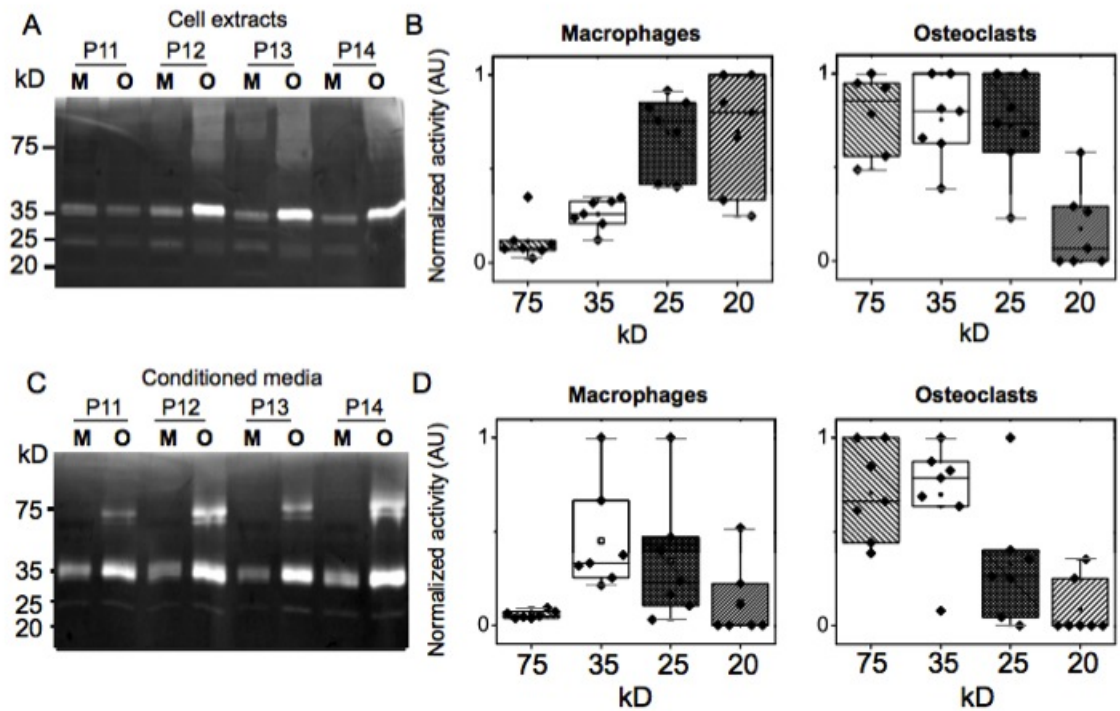 A
Cell extracts
P11 P12 P13 P14
kD M O M O M O M O
75
35
25
20
B
Macrophages
Normalized activity (AU)
1
0
75 35 25 20
kD
Osteoclasts
1
0
75 35 25 20
kD
C
Conditioned media
P11 P12 P13 P14
kD M O M O M O M O
75
35
25
20
D
Macrophages
Normalized activity (AU)
1
0
75 35 25 20
kD
Osteoclasts
1
0
75 35 25 20
kD